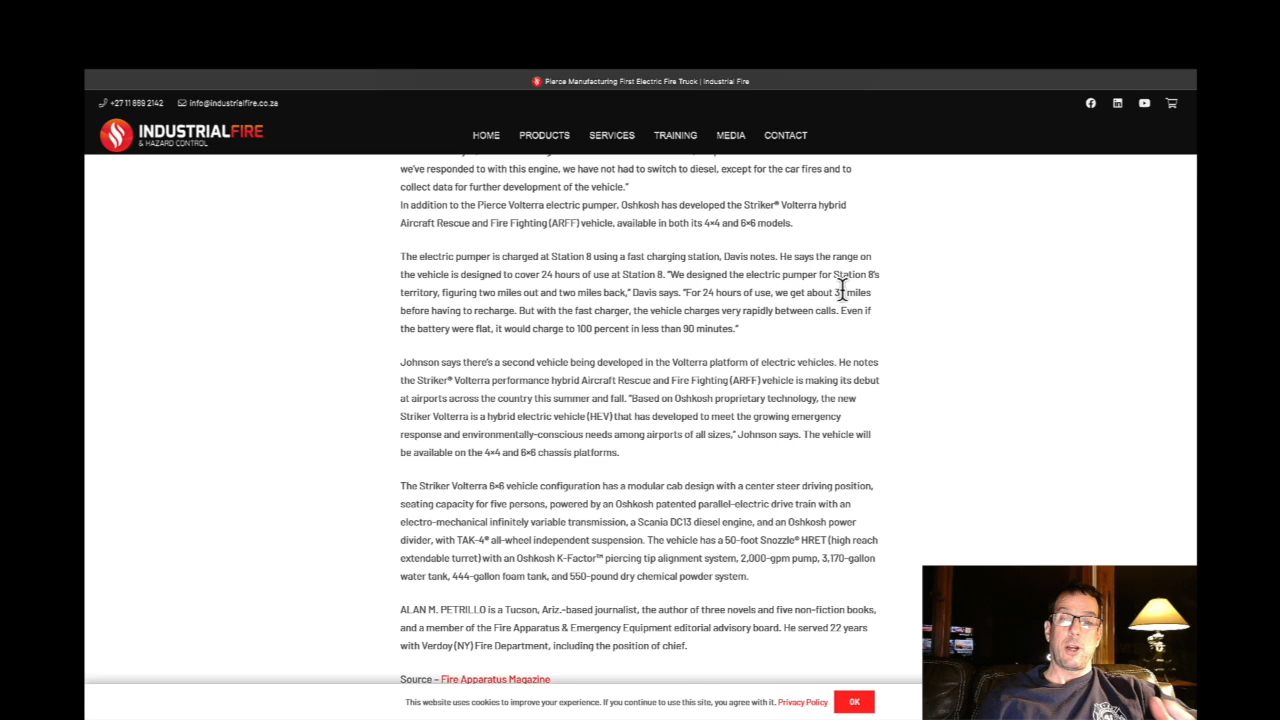 Pierce Manufacturing First Electric Fire Truck | Industrial Fire
+27 11 669 2142 info@industrialfire.co.za
INDUSTRIALFIRE
& HAZARD CONTROL
HOME PRODUCTS SERVICES TRAINING MEDIA CONTACT
we've responded to with this engine, we have not had to switch to diesel, except for the car fires and to
collect data for further development of the vehicle."
In addition to the Pierce Volterra electric pumper, Oshkosh has developed the Striker® Volterra hybrid
Aircraft Rescue and Fire Fighting (ARFF) vehicle, available in both its 4×4 and 6×6 models.
The electric pumper is charged at Station 8 using a fast charging station, Davis notes. He says the range on
the vehicle is designed to cover 24 hours of use at Station 8. "We designed the electric pumper for Station 8's
territory, figuring two miles out and two miles back," Davis says. "For 24 hours of use, we get about miles
before having to recharge. But with the fast charger, the vehicle charges very rapidly between calls. Even if
the battery were flat, it would charge to 100 percent in less than 90 minutes."
Johnson says there's a second vehicle being developed in the Volterra platform of electric vehicles. He notes
the Striker® Volterra performance hybrid Aircraft Rescue and Fire Fighting (ARFF) vehicle is making its debut
at airports across the country this summer and fall. "Based on Oshkosh proprietary technology, the new
Striker Volterra is a hybrid electric vehicle (HEV) that has developed to meet the growing emergency
response and environmentally-conscious needs among airports of all sizes," Johnson says. The vehicle will
be available on the 4×4 and 6×6 chassis platforms.
The Striker Volterra 6×6 vehicle configuration has a modular cab design with a center steer driving position,
seating capacity for five persons, powered by an Oshkosh patented parallel-electric drive train with an
electro-mechanical infinitely variable transmission, a Scania DC13 diesel engine, and an Oshkosh power
divider, with TAK-4® all-wheel independent suspension. The vehicle has a 50-foot Snozzle® HRET (high reach
extendable turret) with an Oshkosh K-Factor™ piercing tip alignment system, 2,000-gpm pump, 3,170-gallon
water tank, 444-gallon foam tank, and 550-pound dry chemical powder system.
ALAN M. PETRILLO is a Tucson, Ariz.-based journalist, the author of three novels and five non-fiction books,
and a member of the Fire Apparatus & Emergency Equipment editorial advisory board. He served 22 years
with Verdoy (NY) Fire Department, including the position of chief.
Source – Fire Apparatus Magazine
This website uses cookies to improve your experience. If you continue to use this site, you agree with it. Privacy Policy OK